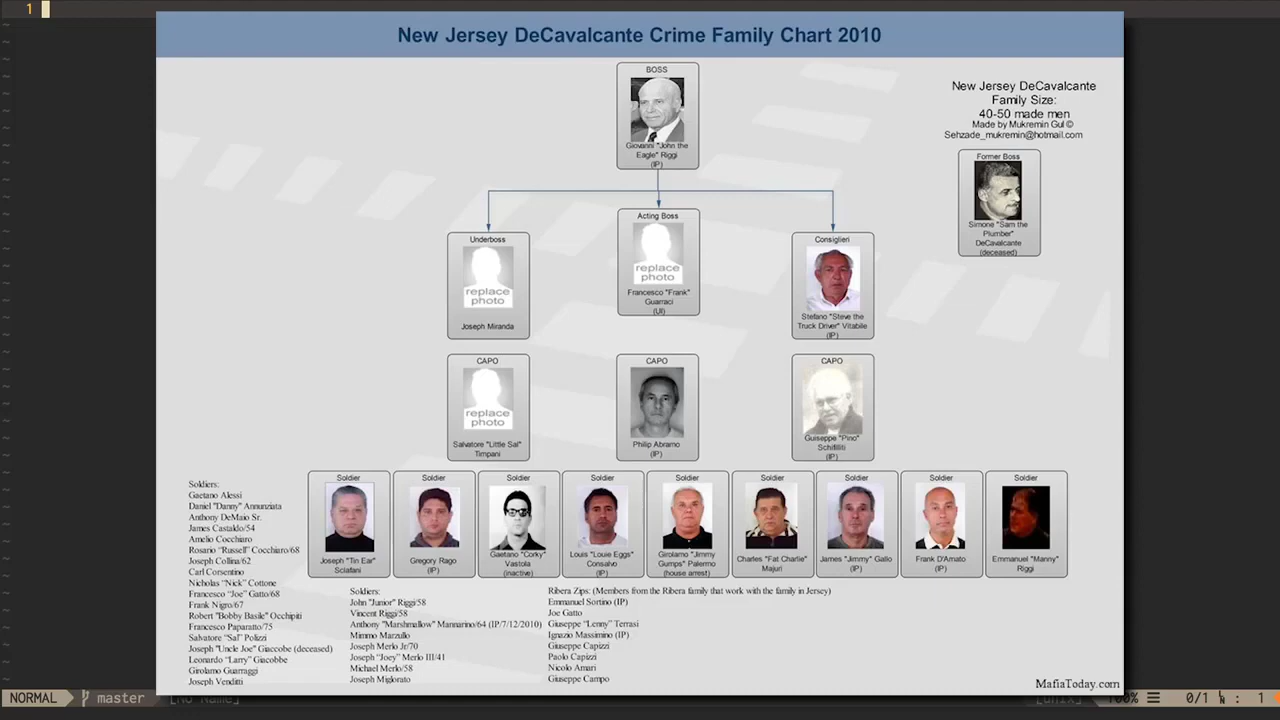 1
New Jersey DeCavalcante Crime Family Chart 2010
BOSS
Giovanni "John the
Eagle" Riggi
(IP)
New Jersey DeCavalcante
Family Size:
40-50 made men
Made by Mukremin Gul ©
Sehzade_mukremin@hotmail.com
Former Boss
Simone "Sam the
Plumber"
DeCavalcante
(deceased)
Underboss
replace
photo
Joseph Miranda
Acting Boss
replace
photo
Francesco "Frank"
Guarraci
(UI)
Consiglieri
Stefano "Steve the
Truck Driver" Vitabile
(IP)
CAPO
replace
photo
Salvatore "Little Sal"
Timpani
CAPO
Philip Abramo
(IP)
CAPO
Guiseppe "Pino"
Schifilliti
(IP)
Soldier
Joseph "Tin Ear"
Sclafani
Soldier
Gregory Rago
(IP)
Soldier
Gaetano "Corky"
Vastola
(inactive)
Soldier
Louis "Louie Eggs"
Consalvo
(IP)
Soldier
Girolamo "Jimmy
Gumps" Palermo
(house arrest)
Soldier
Charles "Fat Charlie"
Majuri
Soldier
James "Jimmy" Gallo
(IP)
Soldier
Frank D'Amato
(IP)
Soldier
Emmanuel "Manny"
Riggi
Soldiers:
Gaetano Alessi
Daniel "Danny" Annunziata
Anthony DeMaio Sr.
James Castaldo/54
Amelio Cocchiaro
Rosario “Russell” Cocchiaro/68
Joseph Collina/62
Carl Corsentino
Nicholas “Nick” Cottone
Francesco “Joe” Gatto/68
Frank Nigro/67
Robert "Bobby Basile" Occhipiti
Francesco Paparatto/75
Salvatore “Sal” Polizzi
Joseph "Uncle Joe" Giaccobe (deceased)
Leonardo “Larry” Giacobbe
Girolamo Guarraggi
Joseph Venditti
Soldiers:
John "Junior" Riggi/58
Vincent Riggi/58
Anthony "Marshmallow" Mannarino/64 (IP/7/12/2010)
Mimmo Marzullo
Joseph Merlo Jr/70
Joseph “Joey” Merlo III/41
Michael Merlo/58
Joseph Miglorato
Ribera Zips: (Members from the Ribera family that work with the family in Jersey)
Emmanuel Sortino (IP)
Joe Gatto
Giuseppe “Lenny” Terrasi
Ignazio Massimino (IP)
Giuseppe Capizzi
Paolo Capizzi
Nicolo Amari
Giuseppe Campo
MafiaToday.com
NORMAL master [No Name] [unix] 100% 0/1 : 1